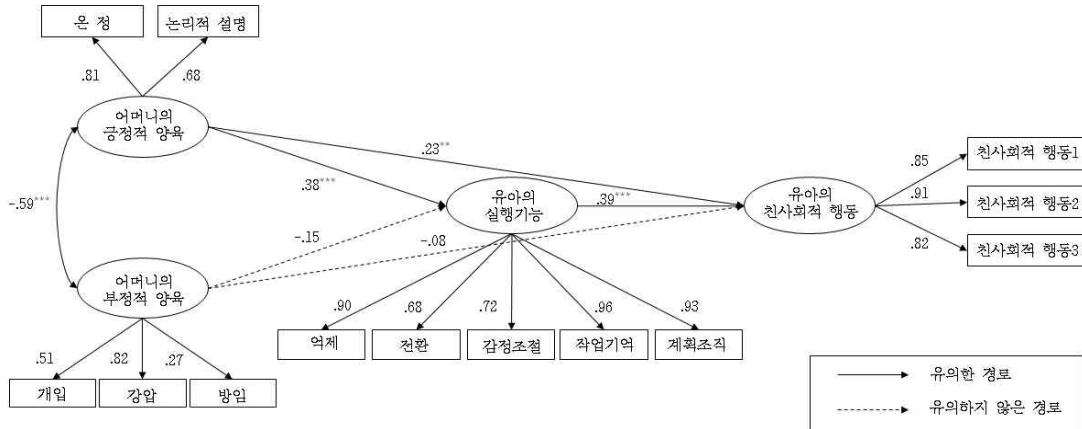 온 정
논리적 설명
.81
.68
어머니의
긍정적 양육
.23**
.38***
-.59***
유아의
실행기능
.39***
유아의
친사회적 행동
.85
친사회적 행동1
.91
친사회적 행동2
.82
친사회적 행동3
-.15
-.08
어머니의
부정적 양육
.90
.68
.72
.96
.93
억제
전환
감정조절
작업기억
계획조직
.51
.82
.27
개입
강압
방임
유의한 경로
유의하지 않은 경로